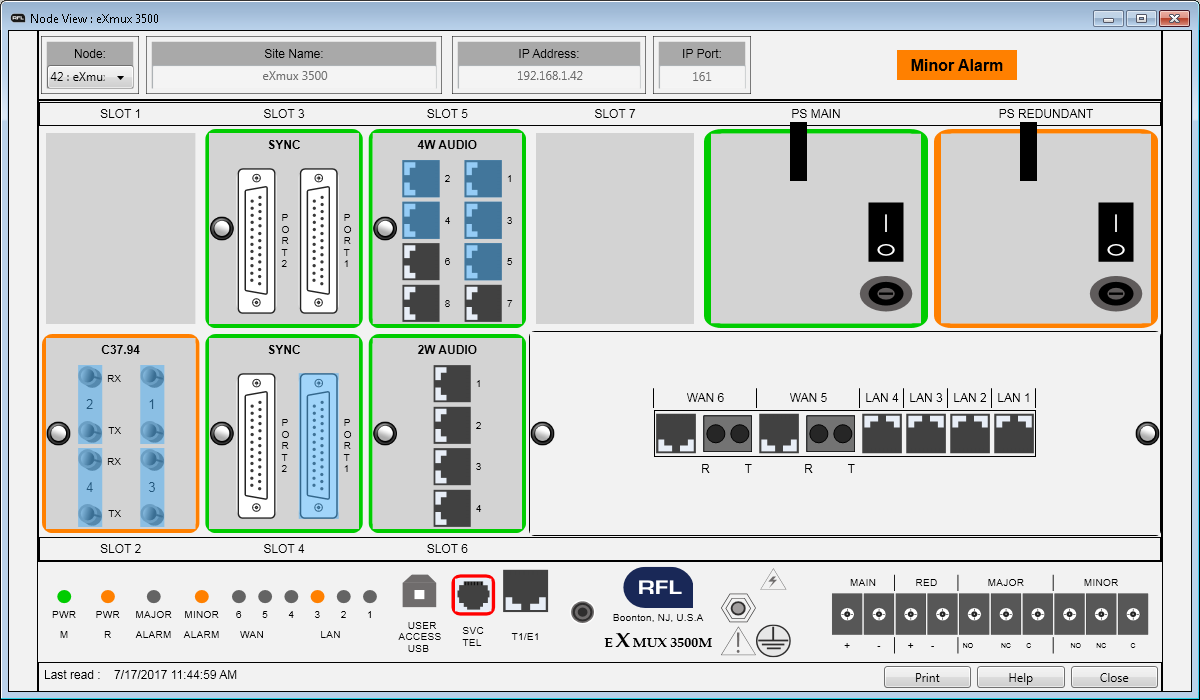 RFL Node View : eXmux 3500
Node: Site Name: IP Address: IP Port:
42 : eXmu: eXmux 3500 192.168.1.42 161
Minor Alarm
SLOT 1 SLOT 3 SLOT 5 SLOT 7 PS MAIN PS REDUNDANT
SYNC
PORT 2
PORT 1
4W AUDIO
2 1
4 3
6 5
8 7
C37.94
RX
2 1
TX
RX
4 3
TX
SYNC
PORT 2
PORT 1
2W AUDIO
1
2
3
4
WAN 6 WAN 5 LAN 4 LAN 3 LAN 2 LAN 1
R T R T
SLOT 2 SLOT 4 SLOT 6
PWR M
PWR R
MAJOR ALARM
MINOR ALARM
6 5 4 3 2 1
WAN LAN
USER ACCESS USB
SVC TEL
T1/E1
RFL
Boonton, NJ, U.S.A
eXMUX 3500M
MAIN RED MAJOR MINOR
+ - + - NO NC C NO NC C
Last read : 7/17/2017 11:44:59 AM
Print Help Close